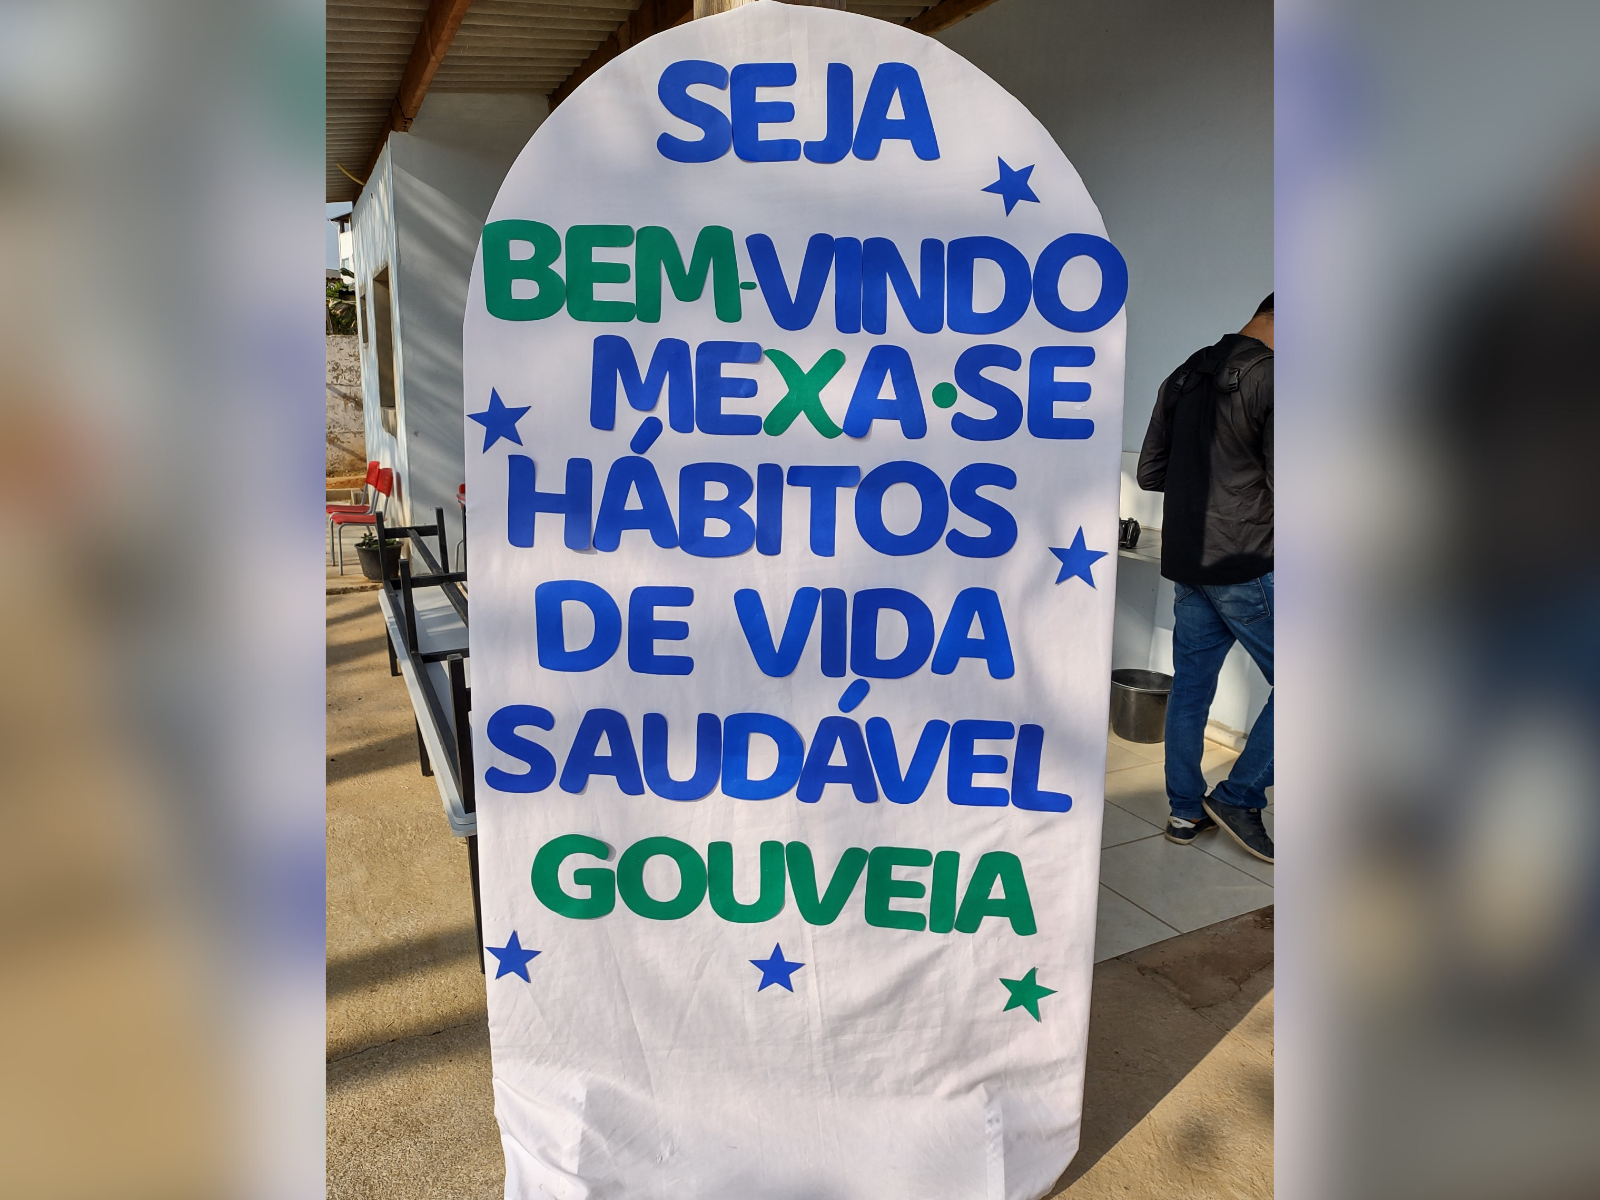 SEJA
BEM-VINDO
MEXA•SE
HÁBITOS
DE VIDA
SAUDÁVEL
GOUVEIA